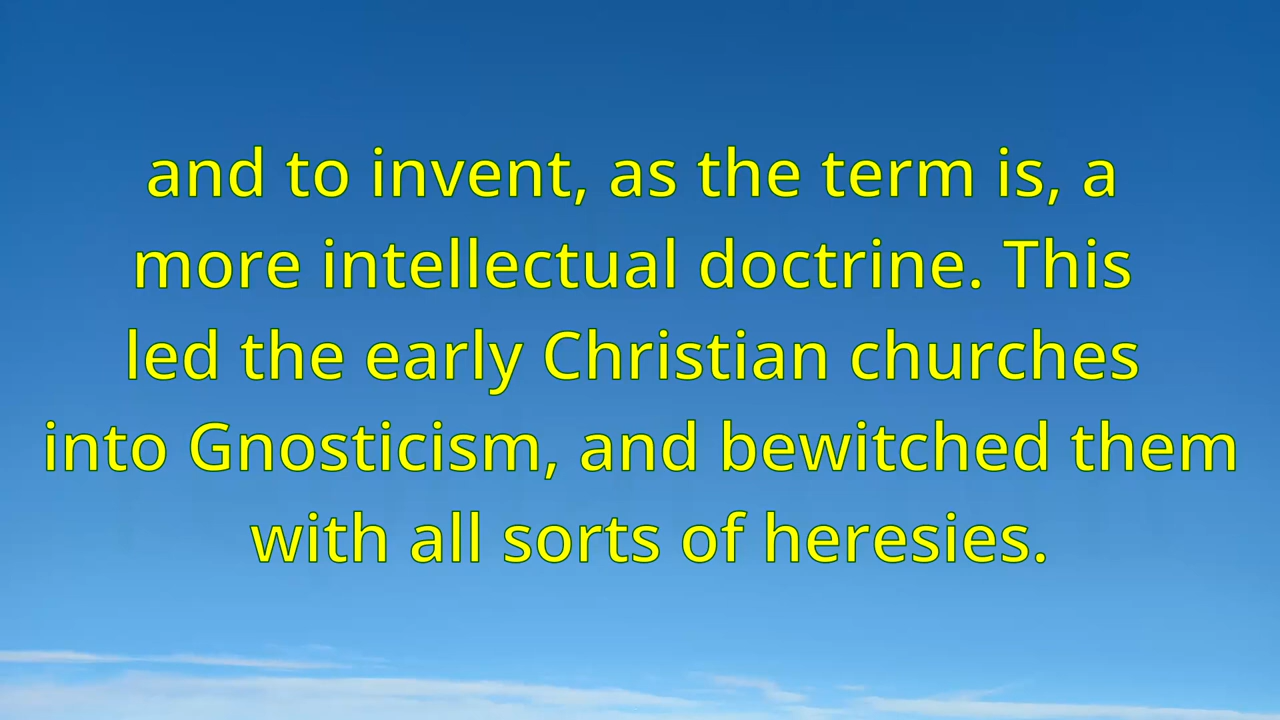 and to invent, as the term is, a
more intellectual doctrine. This
led the early Christian churches
into Gnosticism, and bewitched them
with all sorts of heresies.